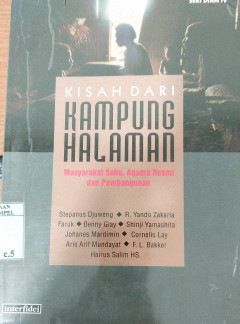 KISAH DARI
KAMPUNG
HALAMAN
Masyarakat Suku, Agama Resmi
dan Pembangunan
Stepanus Djuweng ◆ R. Yando Zakaria
Faruk ◆ Benny Giay ◆ Shinji Yamashita
Johanes Mardimin ◆ Cornelis Lay
Aris Arif Mundayat ◆ F. L. Bakker
Hairus Salim HS.
c.5
interfidei